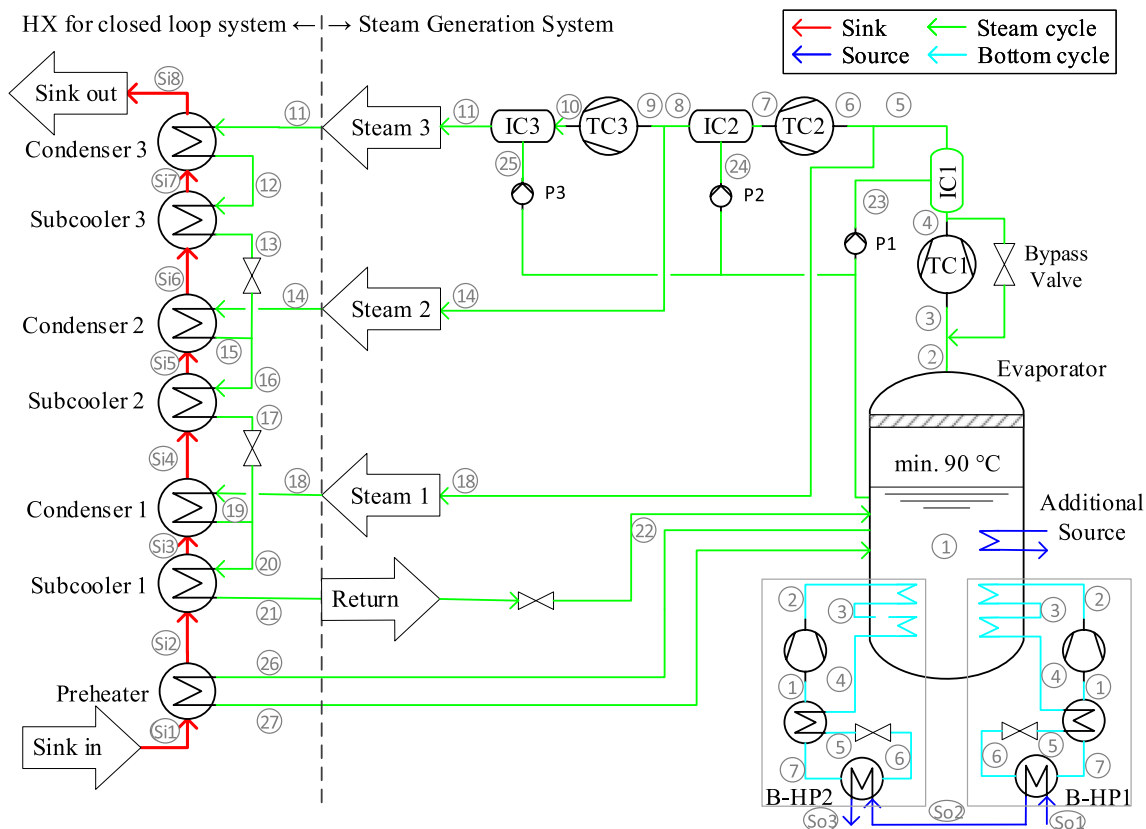 HX for closed loop system ← → Steam Generation System
Sink
Source
Steam cycle
Bottom cycle
Si8
Sink out
11
Steam 3
11
IC3
10
TC3
9
8
IC2
7
TC2
6
5
Condenser 3
25
24
IC1
Si7
12
P3
P2
23
Subcooler 3
4
13
P1
TC1
Bypass
Valve
Si6
14
Steam 2
14
3
Condenser 2
15
2
Si5
16
Evaporator
Subcooler 2
17
Si4
min. 90 °C
18
Steam 1
18
Condenser 1
19
Additional
Source
22
1
Si3
20
Subcooler 1
21
Return
2
3
3
2
Si2
26
4
4
Preheater
1
1
Si1
27
5
6
6
5
Sink in
7
7
B-HP2
B-HP1
So3
So2
So1